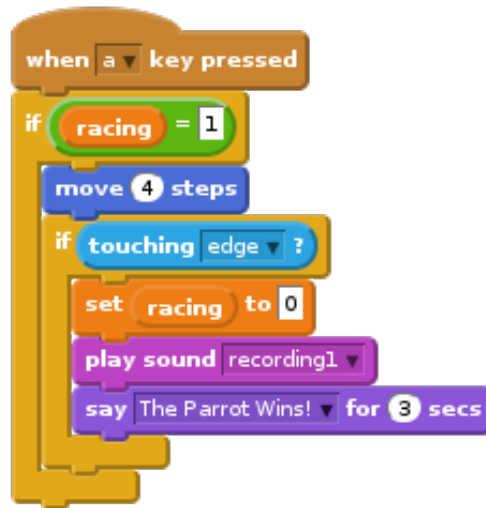 when a key pressed
if racing = 1
move 4 steps
if touching edge ?
set racing to 0
play sound recording1
say The Parrot Wins! for 3 secs